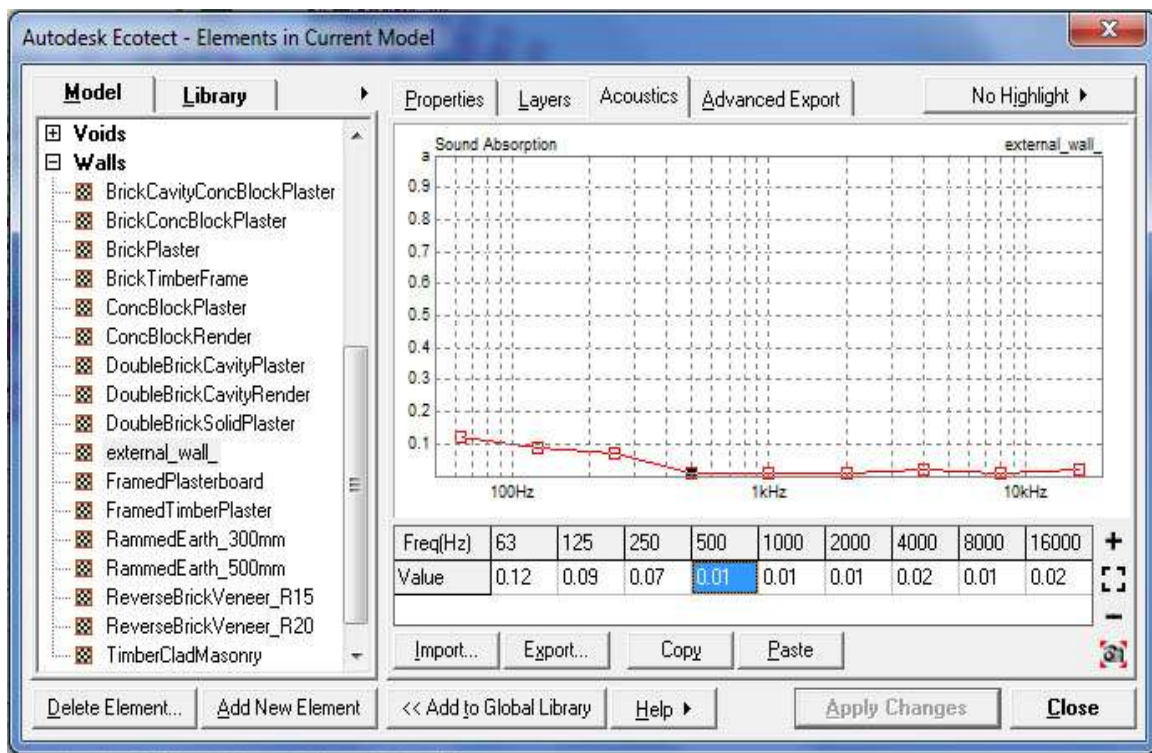 Autodesk Ecotect - Elements in Current Model
Model Library
Voids
Walls
BrickCavityConcBlockPlaster
BrickConcBlockPlaster
BrickPlaster
BrickTimberFrame
ConcBlockPlaster
ConcBlockRender
DoubleBrickCavityPlaster
DoubleBrickCavityRender
DoubleBrickSolidPlaster
external_wall_
FramedPlasterboard
FramedTimberPlaster
RammedEarth_300mm
RammedEarth_500mm
ReverseBrickVeneer_R15
ReverseBrickVeneer_R20
TimberCladMasonry
Delete Element... Add New Element
Properties Layers Acoustics Advanced Export No Highlight
Sound Absorption external_wall_
a
0.9
0.8
0.7
0.6
0.5
0.4
0.3
0.2
0.1
100Hz 1kHz 10kHz
Freq(Hz) 63 125 250 500 1000 2000 4000 8000 16000
Value 0.12 0.09 0.07 0.01 0.01 0.01 0.02 0.01 0.02
Import... Export... Copy Paste
<< Add to Global Library Help Apply Changes Close